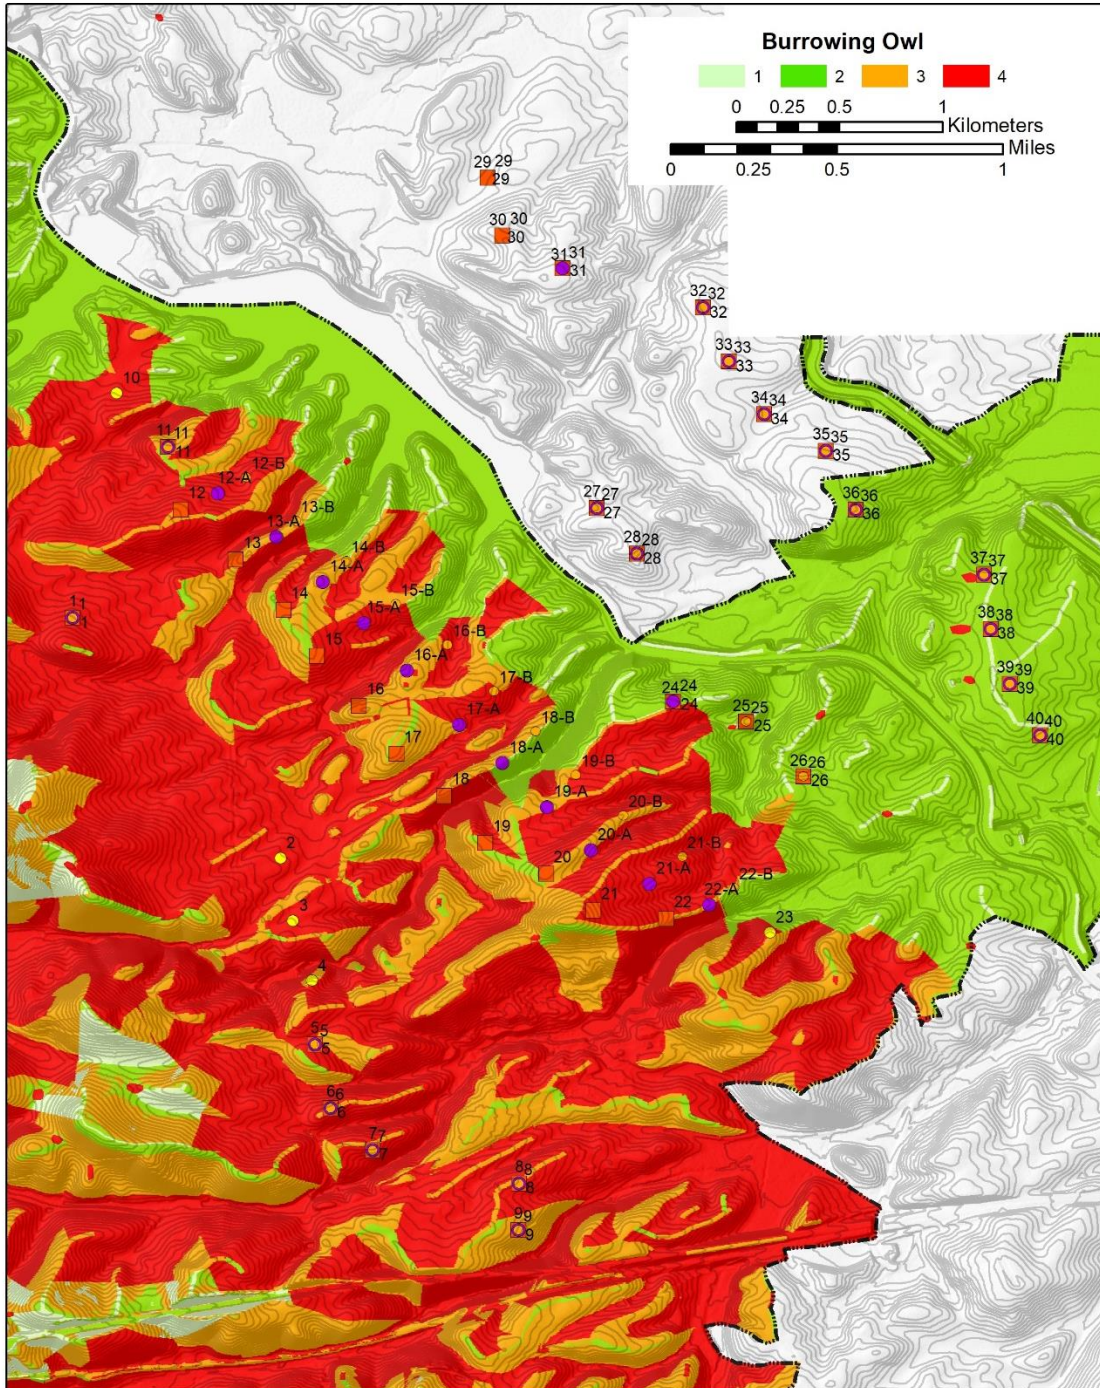 Burrowing Owl
1 2 3 4
0 0.25 0.5 1
Kilometers
Miles
0 0.25 0.5 1
29 29
29
30 30
30
31 31
31
32 32
32
33 33
33
34 34
34
35 35
35
36 36
36
27 27
27
28 28
28
37 37
37
38 38
38
39 39
39
40 40
40
10
11 11
11
12-B
12-A
12
13-B
13-A
13
14-B
14-A
14
15-B
15-A
15
1 1
1
16-B
16-A
16
17-B
17-A
17
18-B
18-A
18
24 24
24
25 25
25
26 26
26
19-B
19-A
19
20-B
20-A
20
21-B
21-A
21
22-B
22-A
22
23
2
3
4
5 5
5
6 6
6
7 7
7
8 8
8
9 9
9